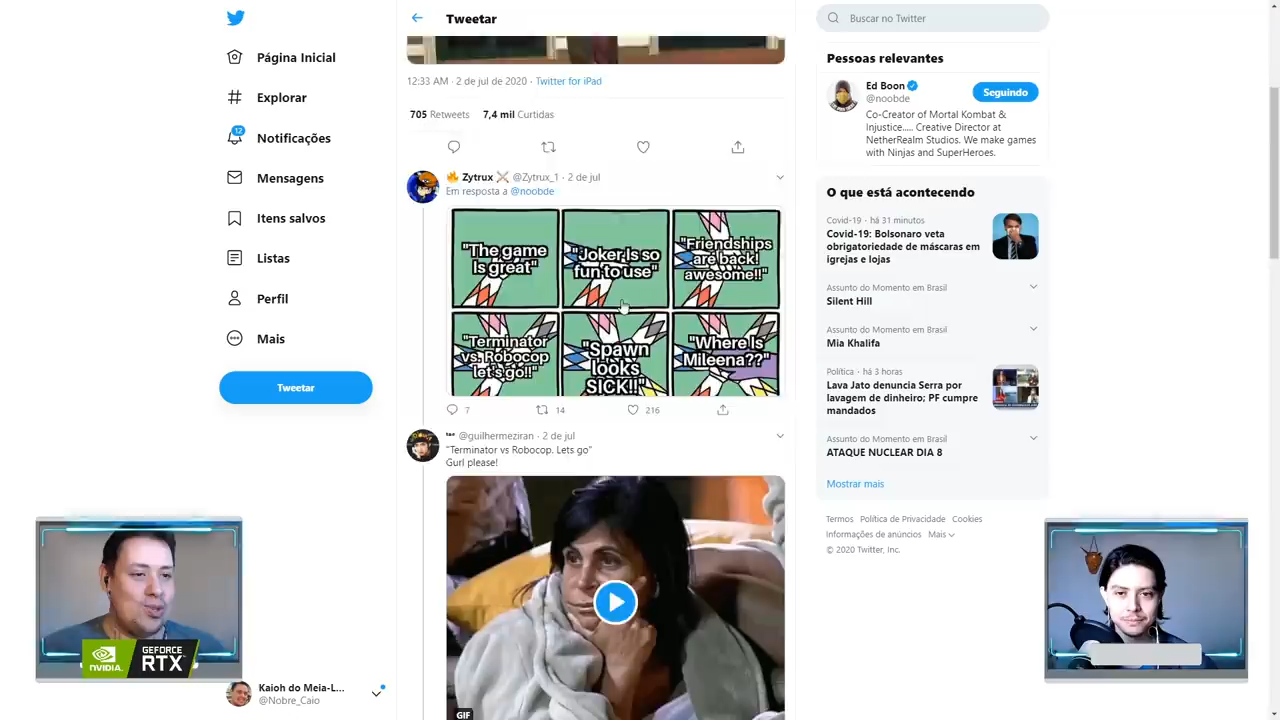 Tweetar
Página Inicial
Explorar
12
Notificações
Mensagens
Itens salvos
Listas
Perfil
Mais
Tweetar
12:33 AM · 2 de jul de 2020 · Twitter for iPad
705 Retweets 7,4 mil Curtidas
Zytrux @Zytrux_1 · 2 de jul
Em resposta a @noobde
"The game
is great"
"Joker is so
fun to use"
"Friendships
are back!
awesome!!"
"Terminator
vs. Robocop
let's go!!"
"Spawn
looks
SICK!!"
"Where Is
Mileena??"
7 14 216
@guilhermeziran · 2 de jul
"Terminator vs Robocop. Lets go"
Gurl please!
GIF
Buscar no Twitter
Pessoas relevantes
Ed Boon
@noobde
Seguindo
Co-Creator of Mortal Kombat &
Injustice..... Creative Director at
NetherRealm Studios. We make games
with Ninjas and SuperHeroes.
O que está acontecendo
Covid-19 · há 31 minutos
Covid-19: Bolsonaro veta
obrigatoriedade de máscaras em
igrejas e lojas
Assunto do Momento em Brasil
Silent Hill
Assunto do Momento em Brasil
Mia Khalifa
Política · há 3 horas
Lava Jato denuncia Serra por
lavagem de dinheiro; PF cumpre
mandados
Assunto do Momento em Brasil
ATAQUE NUCLEAR DIA 8
Mostrar mais
Termos Política de Privacidade Cookies
Informações de anúncios Mais
© 2020 Twitter, Inc.
NVIDIA.
GEFORCE
RTX
Kaioh do Meia-L...
@Nobre_Caio